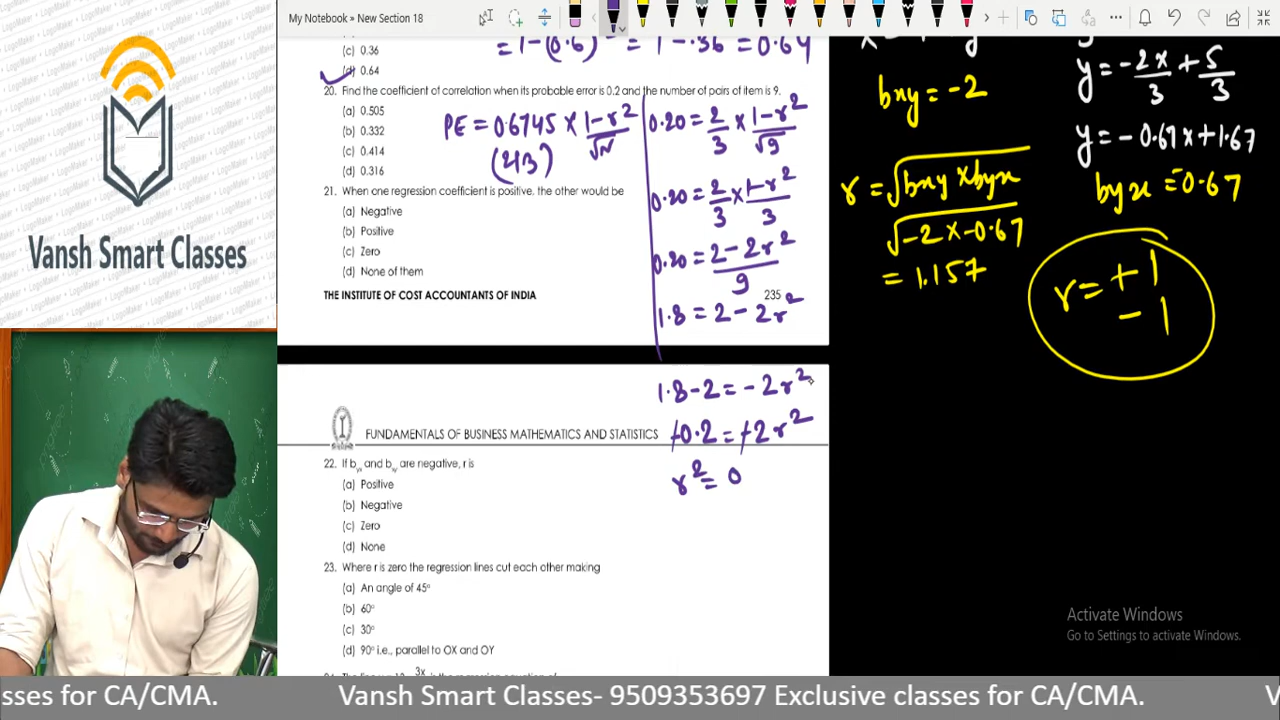 My Notebook > New Section 18
(c) 0.36
(d) 0.64
= 1-(0.6) = 1-.36 = 0.64
20. Find the coefficient of correlation when its probable error is 0.2 and the number of pairs of item is 9.
(a) 0.505
(b) 0.332
(c) 0.414
(d) 0.316
PE = 0.6745 × 1-r²/√N
(2/3)
21. When one regression coefficient is positive, the other would be
(a) Negative
(b) Positive
(c) Zero
(d) None of them
THE INSTITUTE OF COST ACCOUNTANTS OF INDIA
235
0.20 = 2/3 × 1-r²/√9
0.20 = 2/3 × 1-r²/3
0.20 = 2-2r²/9
1.8 = 2-2r²
1.8-2 = -2r²
-0.2 = -2r²
r² = 0
FUNDAMENTALS OF BUSINESS MATHEMATICS AND STATISTICS
22. If byx and bxy are negative, r is
(a) Positive
(b) Negative
(c) Zero
(d) None
23. Where r is zero the regression lines cut each other making
(a) An angle of 45°
(b) 60°
(c) 30°
(d) 90° i.e., parallel to OX and OY
bxy = -2
r = √bxy × byx
√-2 × -0.67
= 1.157
y = -2x/3 + 5/3
y = -0.67x + 1.67
byx = -0.67
r = +1
-1
Vansh Smart Classes
Activate Windows
Go to Settings to activate Windows.
sses for CA/CMA. Vansh Smart Classes- 9509353697 Exclusive classes for CA/CMA. V